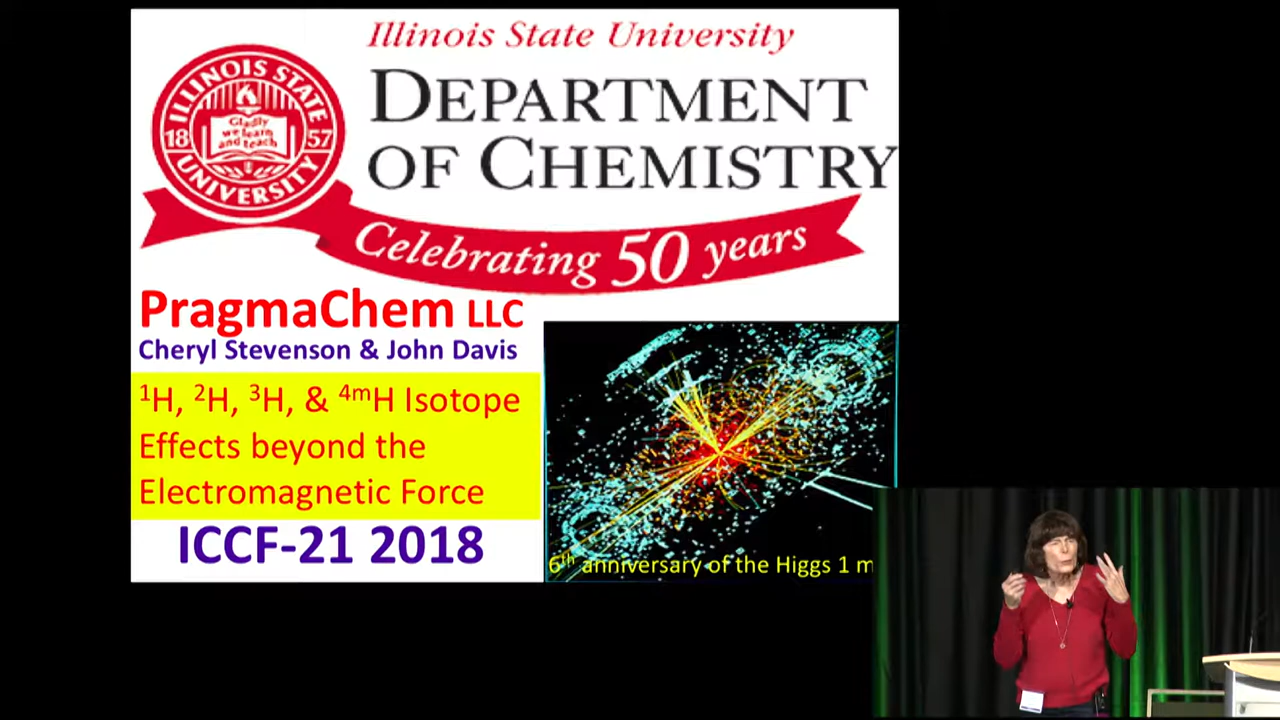 Illinois State University
DEPARTMENT
OF CHEMISTRY
ILLINOIS STATE
Gladly
we learn
and teach
18 57
UNIVERSITY
Celebrating 50 years
PragmaChem LLC
Cheryl Stevenson & John Davis
¹H, ²H, ³H, & ⁴ᵐH Isotope
Effects beyond the
Electromagnetic Force
ICCF-21 2018
6th anniversary of the Higgs 1 m